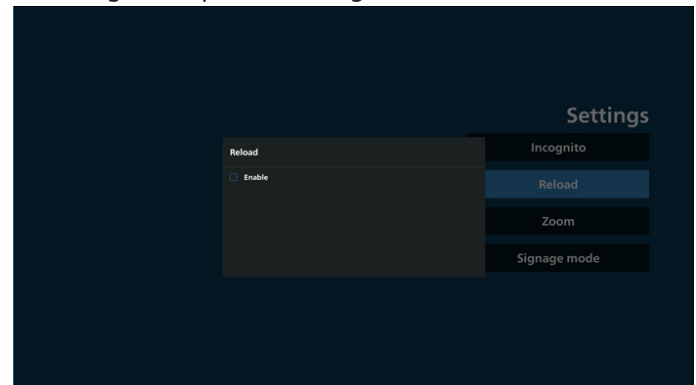 Settings
Incognito
Reload
Enable
Reload
Zoom
Signage mode